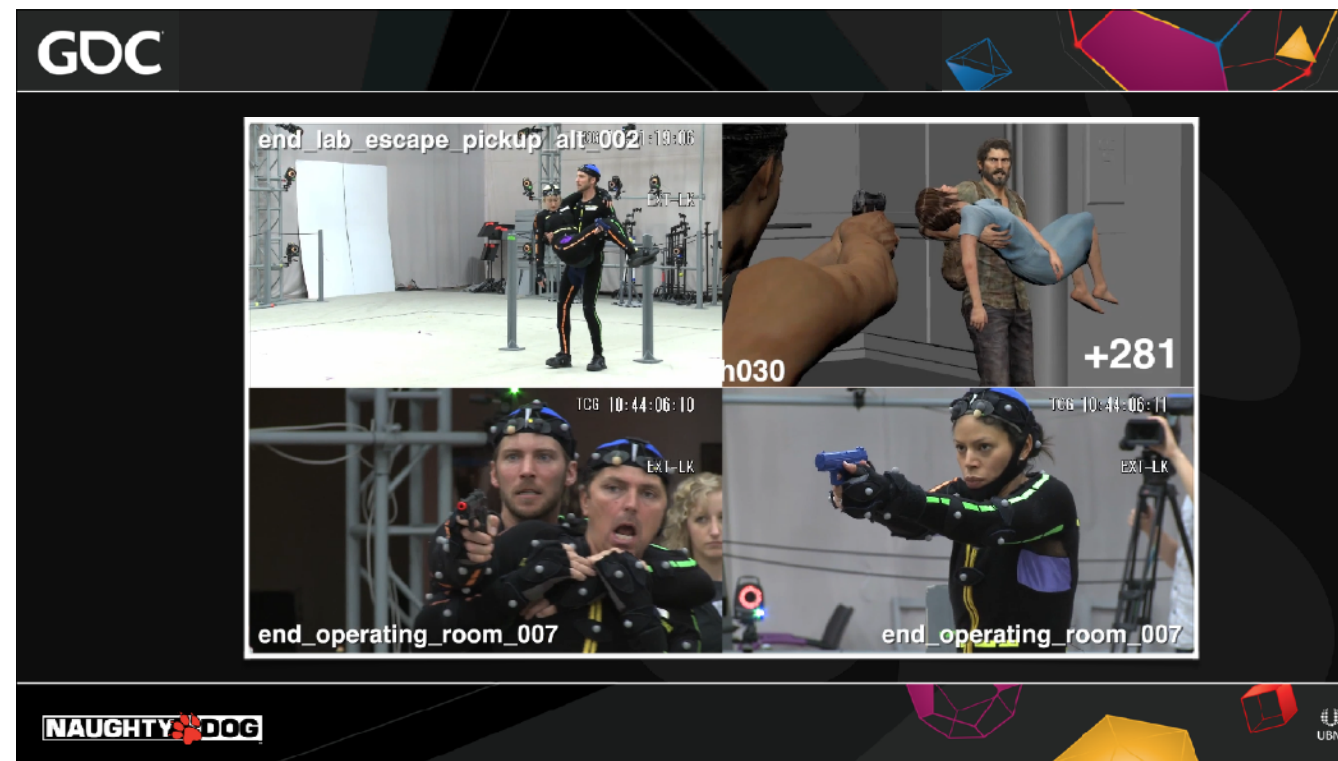 GDC
end_lab_escape_pickup_alt_002
EXT-LK
h030
+281
TCG 10:44:06:10
EXT-LK
end_operating_room_007
TCG 10:44:06:11
EXT-LK
end_operating_room_007
NAUGHTY DOG